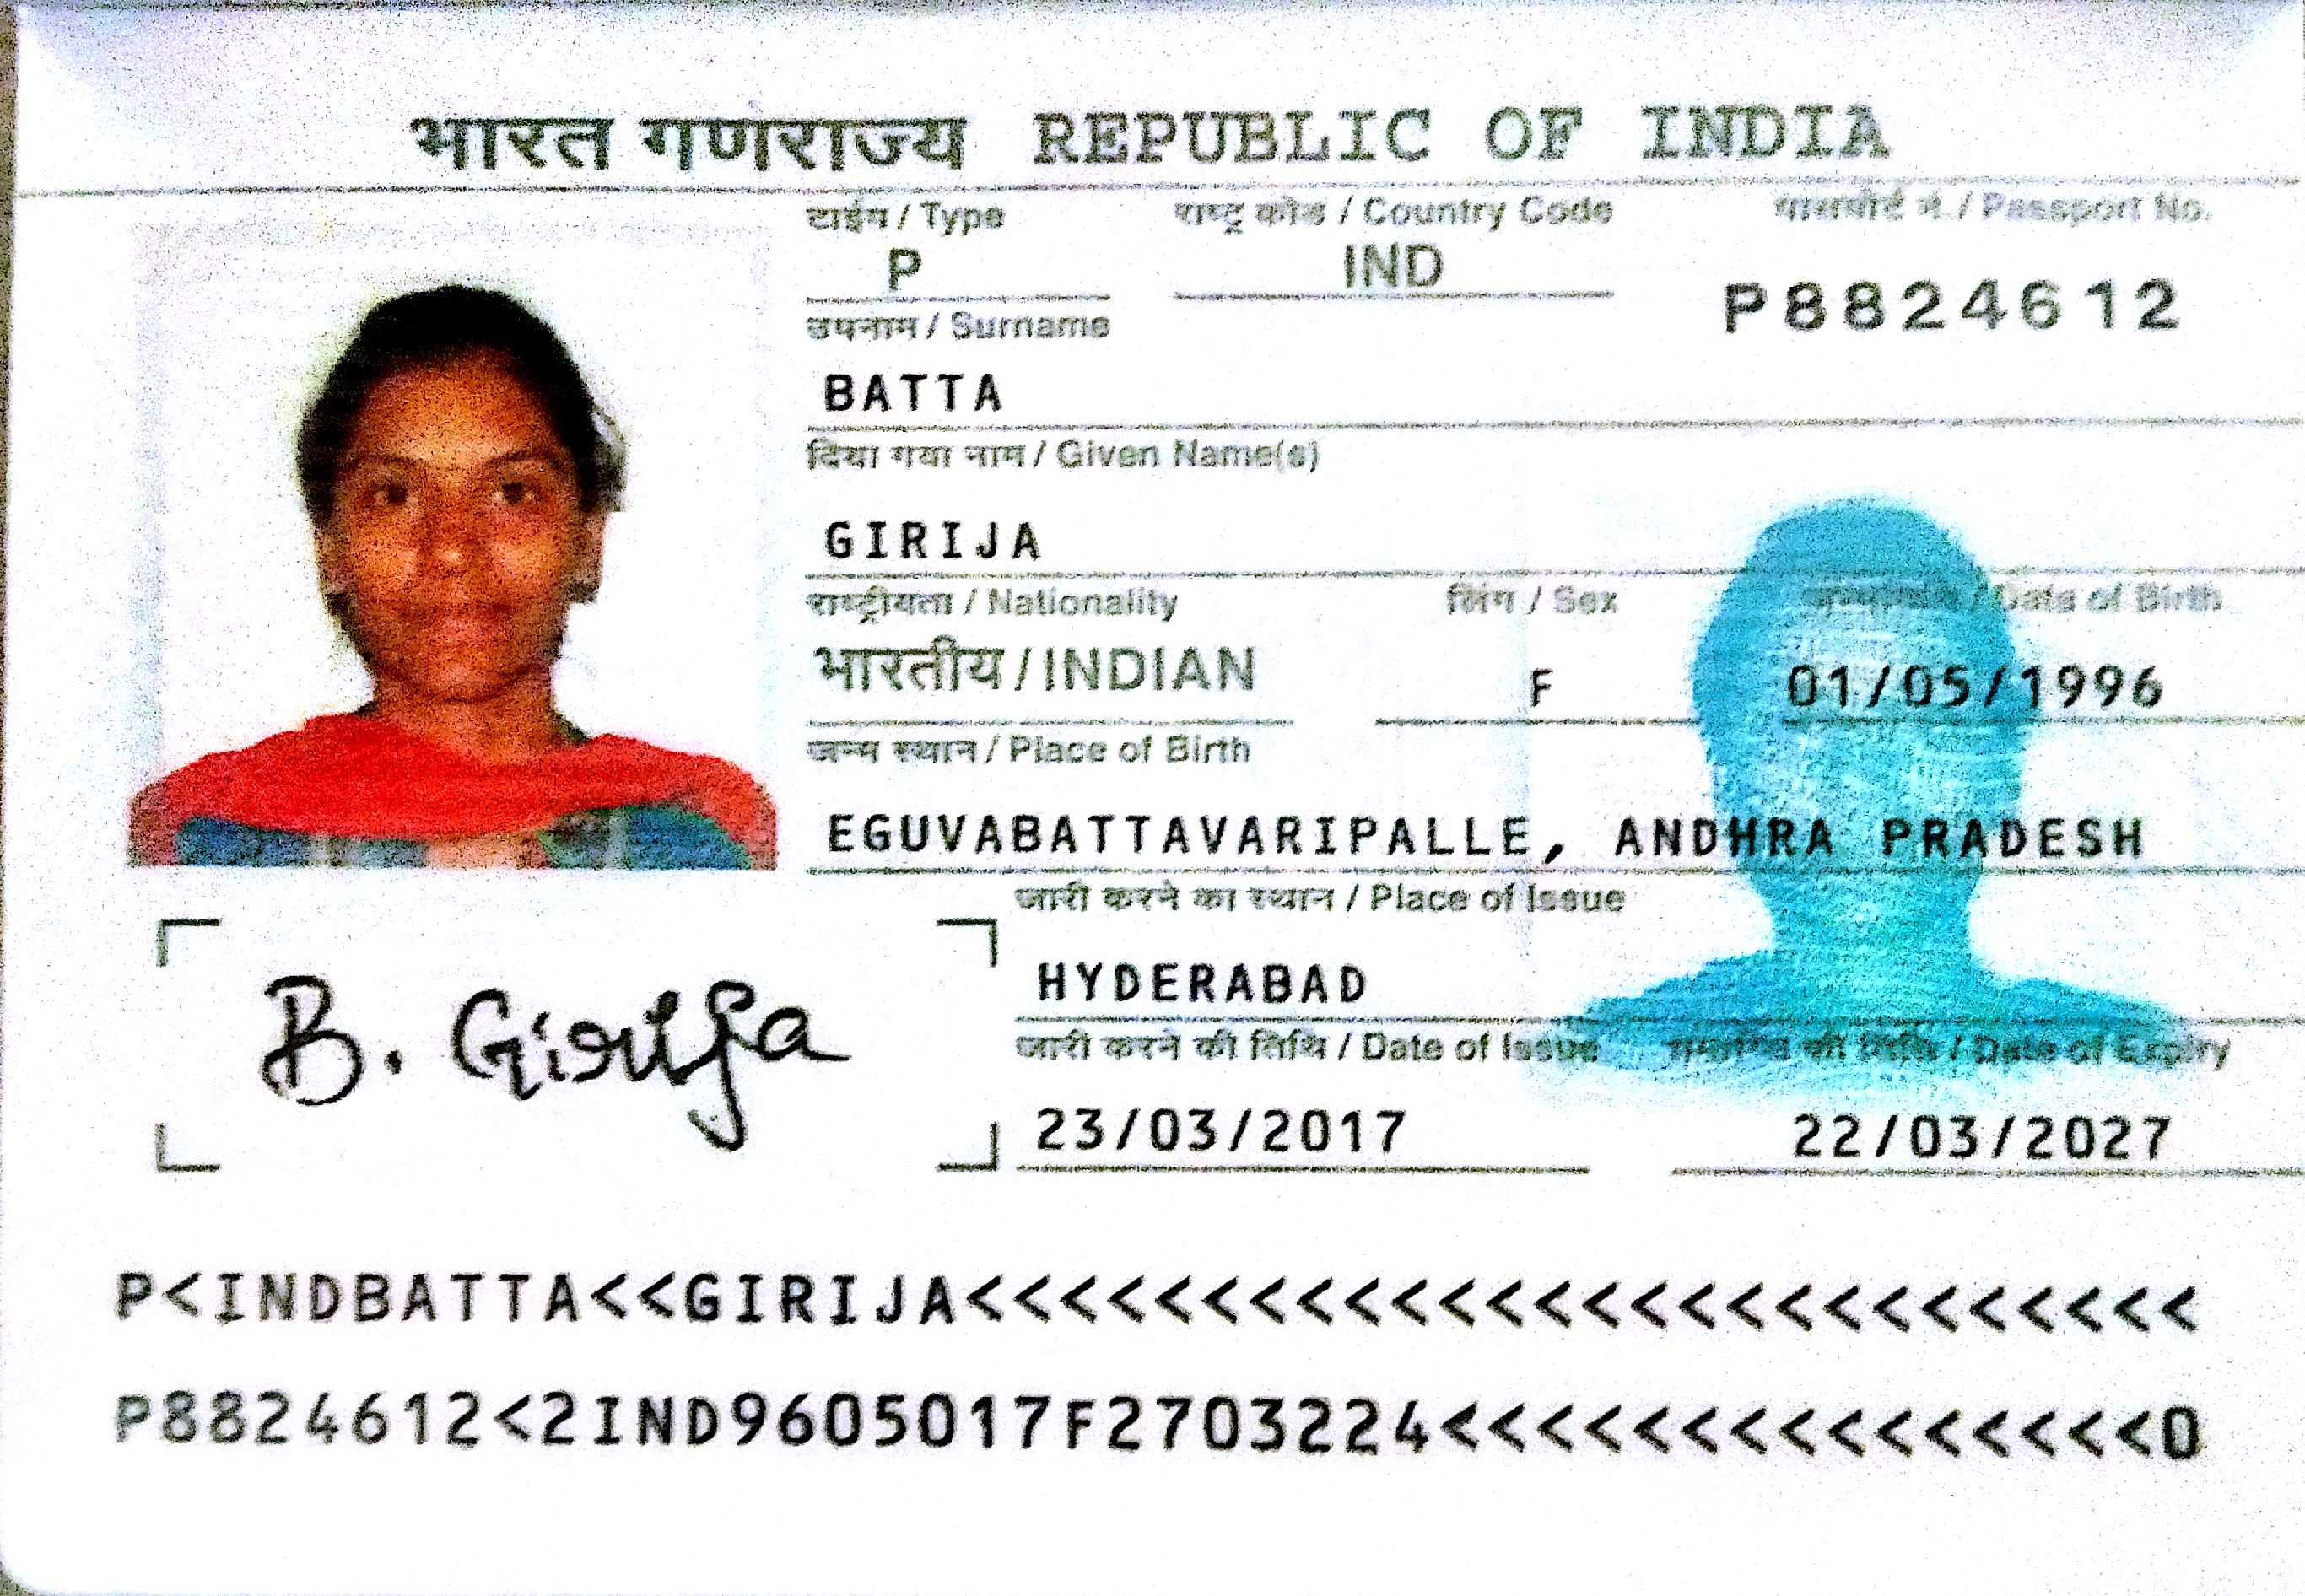 भारत गणराज्य REPUBLIC OF INDIA
टाईप / Type
राष्ट्र कोड / Country Code
पासपोर्ट नं. / Passport No.
P
IND
P8824612
उपनाम / Surname
BATTA
दिया गया नाम / Given Name(s)
GIRIJA
राष्ट्रीयता / Nationality
लिंग / Sex
/ Date of Birth
भारतीय / INDIAN
F
01/05/1996
जन्म स्थान / Place of Birth
EGUVABATTAVARIPALLE, ANDHRA PRADESH
जारी करने का स्थान / Place of Issue
HYDERABAD
जारी करने की तिथि / Date of Issue
समाप्ति की तिथि / Date of Expiry
B. Girija
23/03/2017
22/03/2027
P<INDBATTA<<GIRIJA<<<<<<<<<<<<<<<<<<<<<<<<<<
P8824612<2IND9605017F2703224<<<<<<<<<<<<<<<0